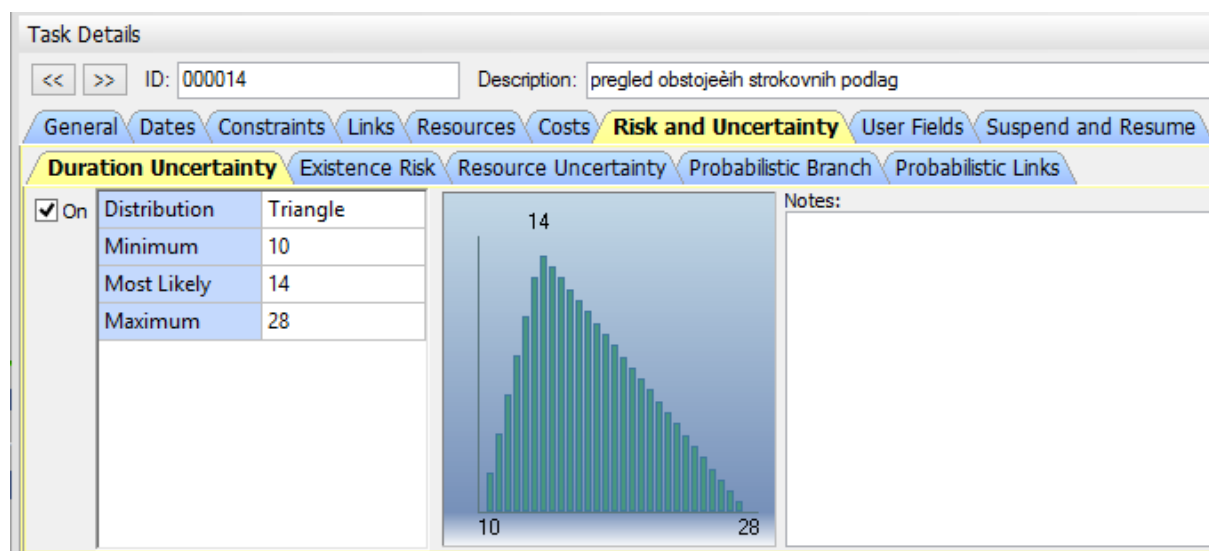 Task Details
<< >> ID: 000014 Description: pregled obstojeèih strokovnih podlag
General Dates Constraints Links Resources Costs Risk and Uncertainty User Fields Suspend and Resume
Duration Uncertainty Existence Risk Resource Uncertainty Probabilistic Branch Probabilistic Links
On Distribution Triangle
Minimum 10
Most Likely 14
Maximum 28
14
10 28
Notes: